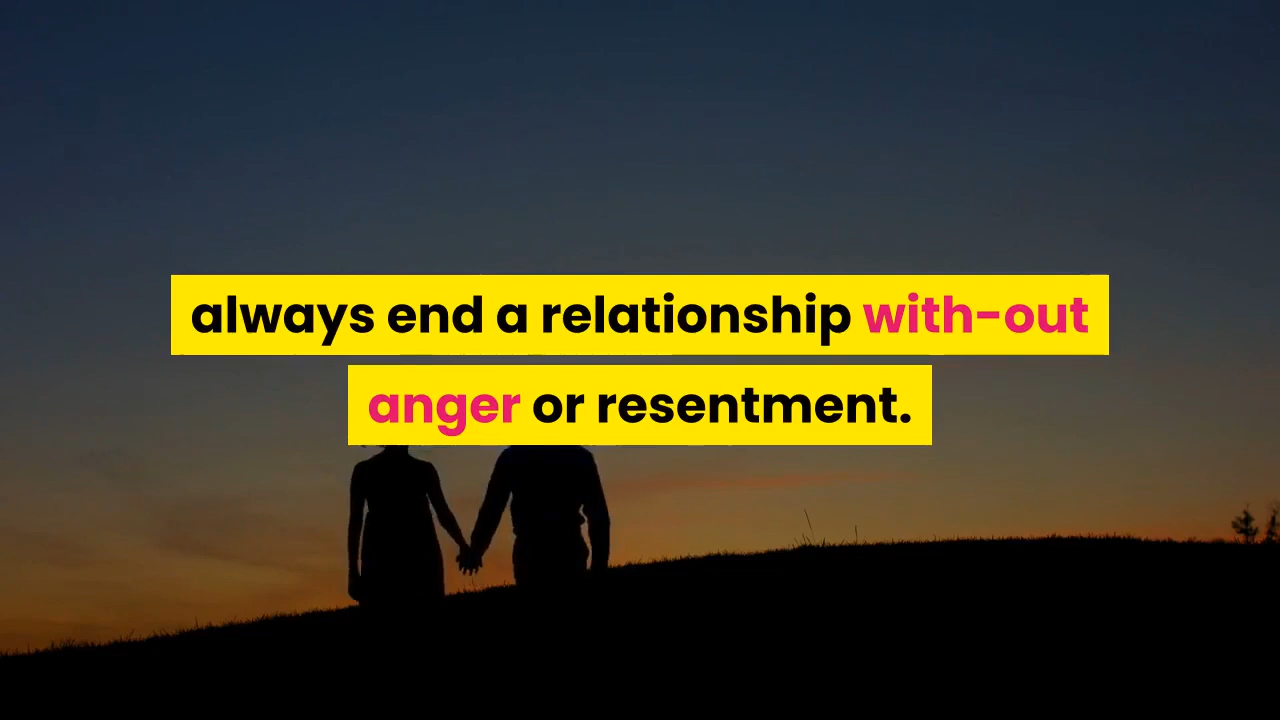 always end a relationship with-out
anger or resentment.